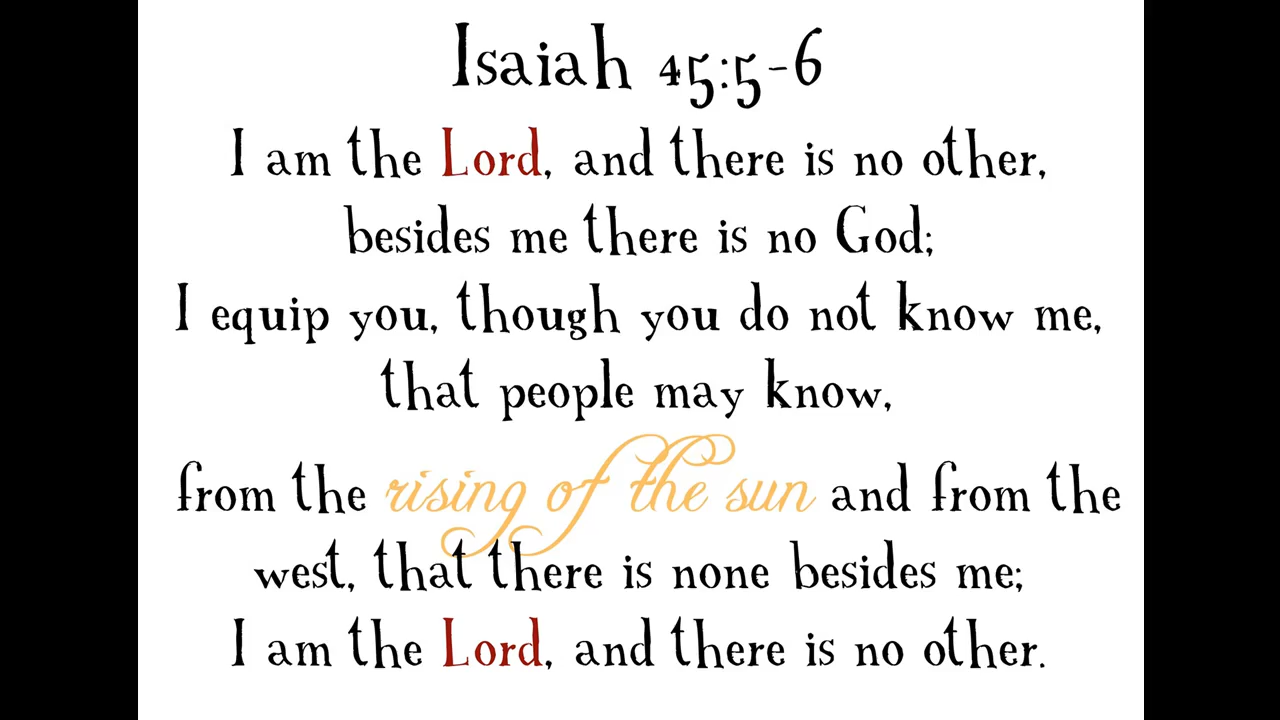 Isaiah 45:5-6
I am the Lord, and there is no other,
besides me there is no God;
I equip you, though you do not know me,
that people may know,
from the rising of the sun and from the
west, that there is none besides me;
I am the Lord, and there is no other.